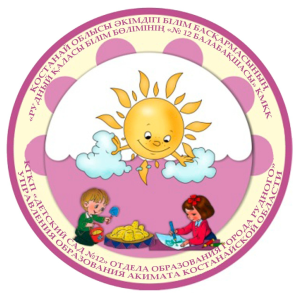 ҚОСТАНАЙ ОБЛЫСЫ ӘКІМДІГІ БІЛІМ БАСҚАРМАСЫНЫҢ
«РУДНЫЙ ҚАЛАСЫ БІЛІМ БӨЛІМІНІҢ «№ 12 БАЛАБАҚШАСЫ» КМҚК
КГКП «ДЕТСКИЙ САД №12» ОТДЕЛА ОБРАЗОВАНИЯ ГОРОДА РУДНОГО»
УПРАВЛЕНИЯ ОБРАЗОВАНИЯ АКИМАТА КОСТАНАЙСКОЙ ОБЛАСТИ